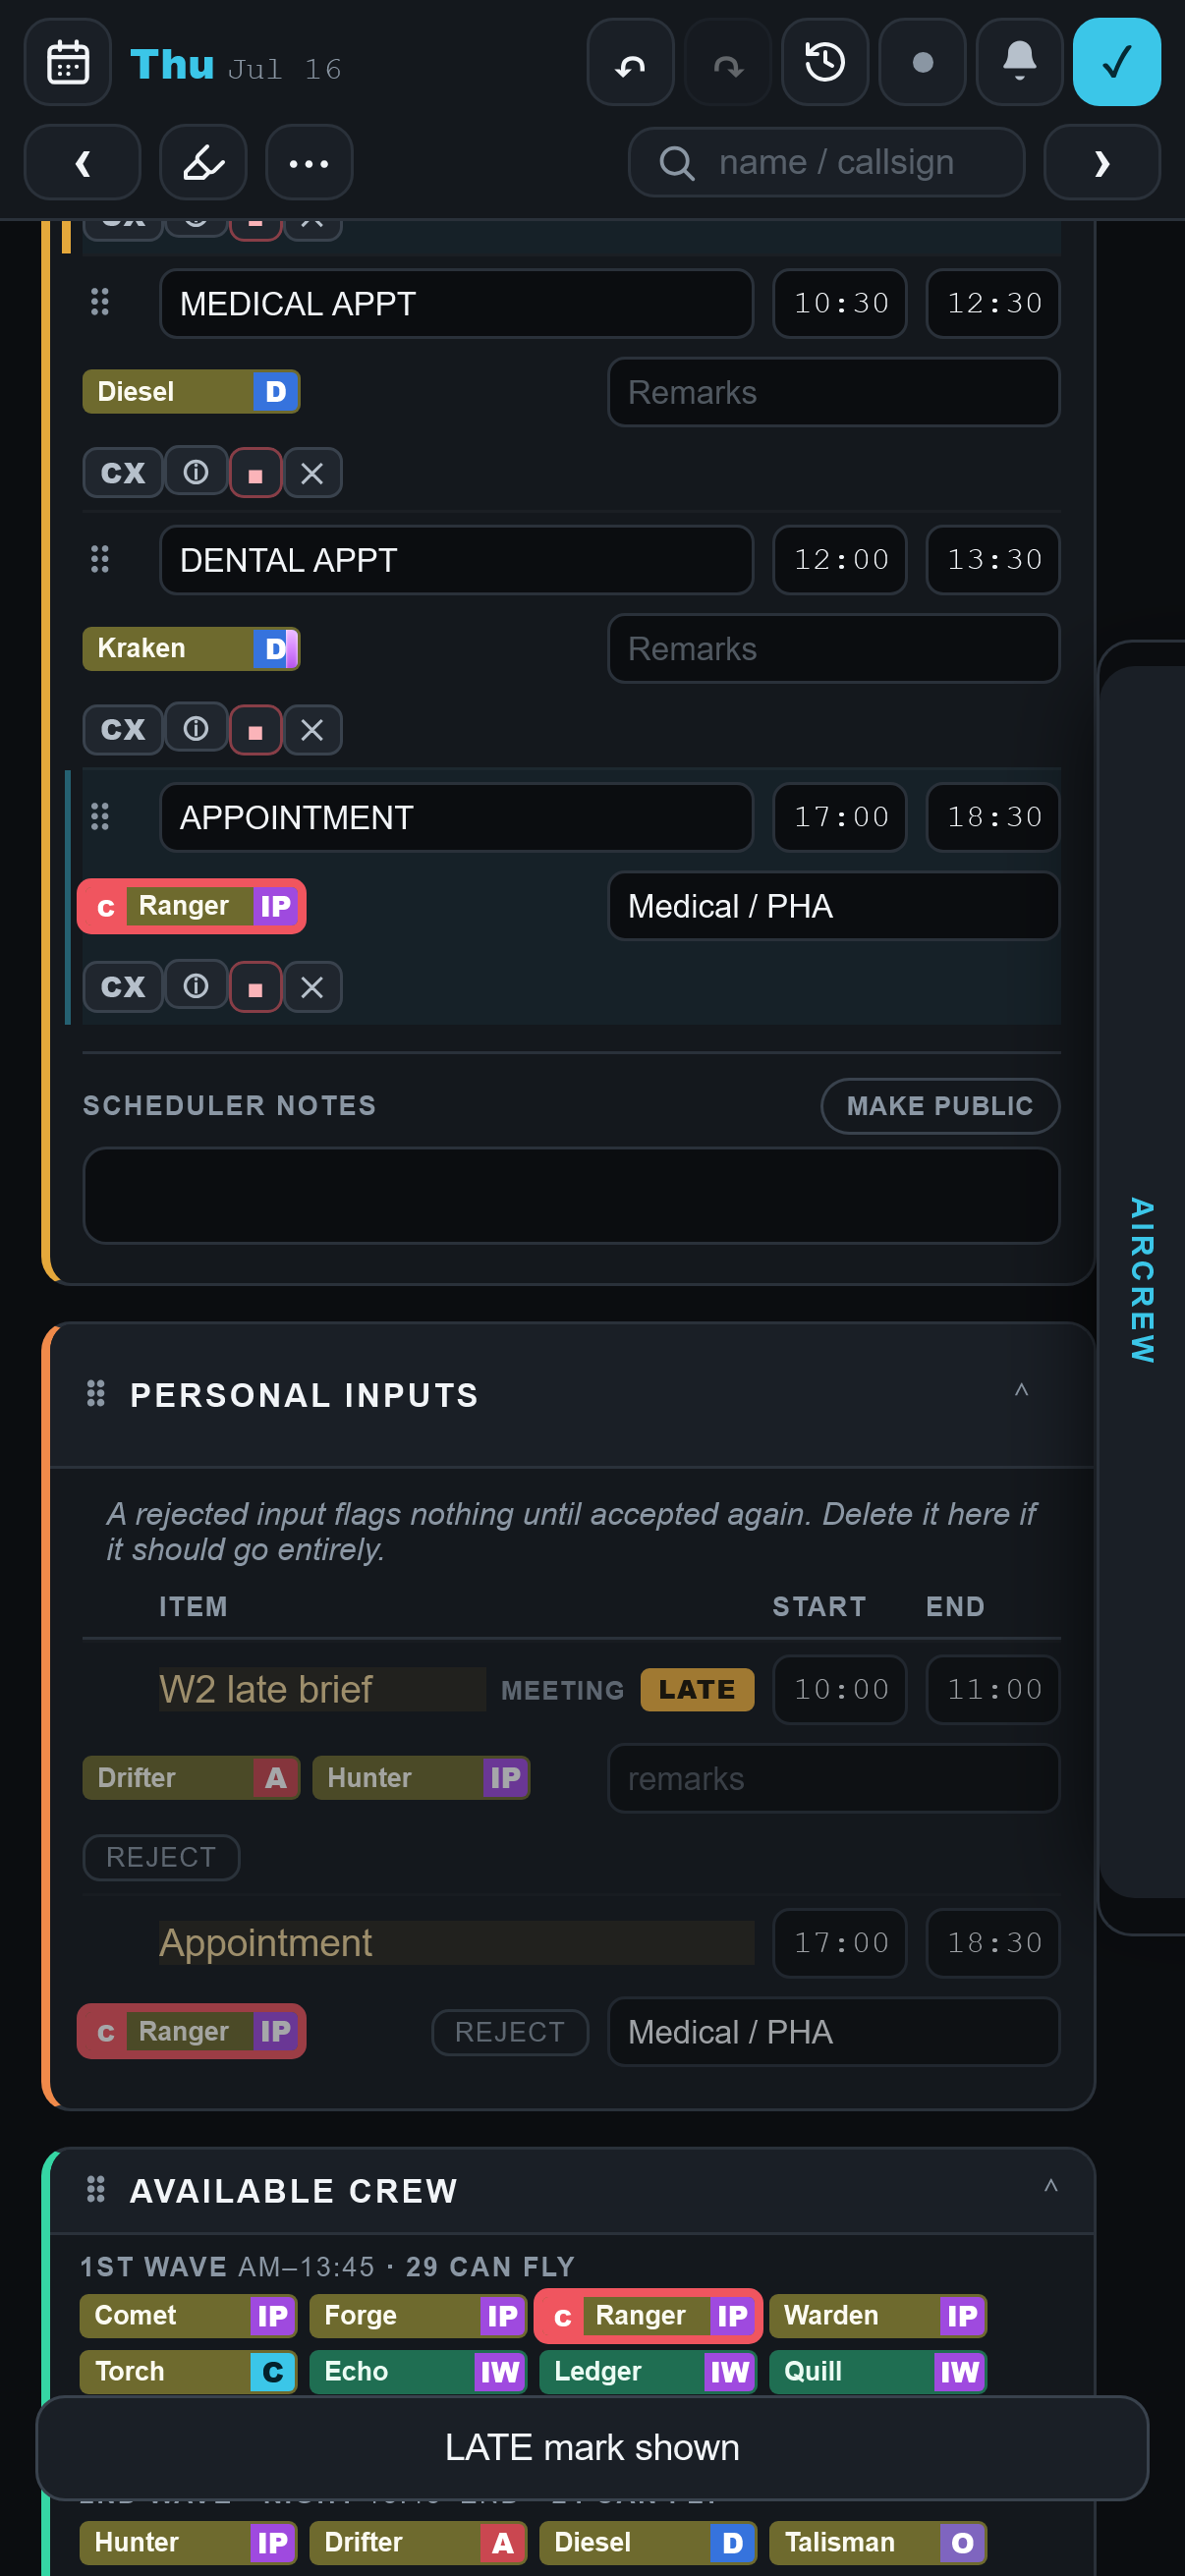 Thu Jul 16
name / callsign
MEDICAL APPT 10:30 12:30
Diesel D Remarks
CX
DENTAL APPT 12:00 13:30
Kraken D Remarks
CX
APPOINTMENT 17:00 18:30
c Ranger IP Medical / PHA
CX
SCHEDULER NOTES MAKE PUBLIC
AIRCREW
PERSONAL INPUTS
A rejected input flags nothing until accepted again. Delete it here if
it should go entirely.
ITEM START END
W2 late brief MEETING LATE 10:00 11:00
Drifter A Hunter IP remarks
REJECT
Appointment 17:00 18:30
c Ranger IP REJECT Medical / PHA
AVAILABLE CREW
1ST WAVE AM–13:45 · 29 CAN FLY
Comet IP Forge IP c Ranger IP Warden IP
Torch C Echo IW Ledger IW Quill IW
LATE mark shown
Hunter IP Drifter A Diesel D Talisman O